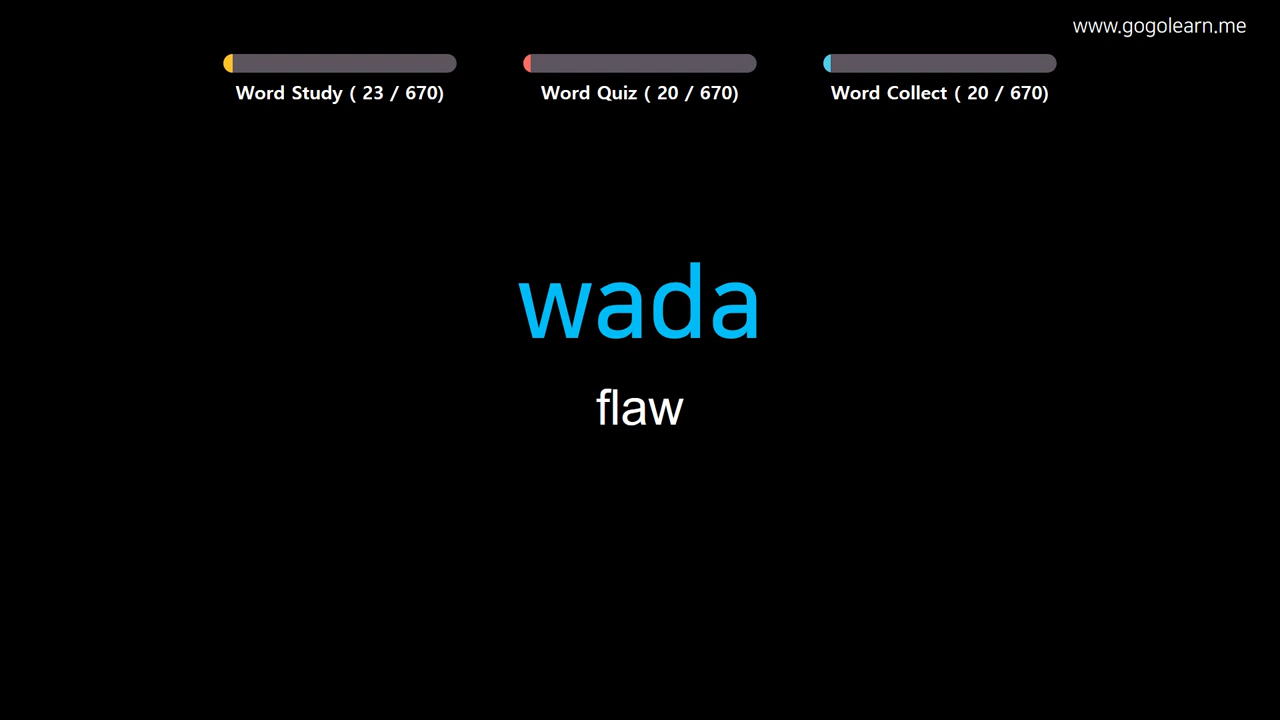 www.gogolearn.me
Word Study ( 23 / 670)
Word Quiz ( 20 / 670)
Word Collect ( 20 / 670)
wada
flaw